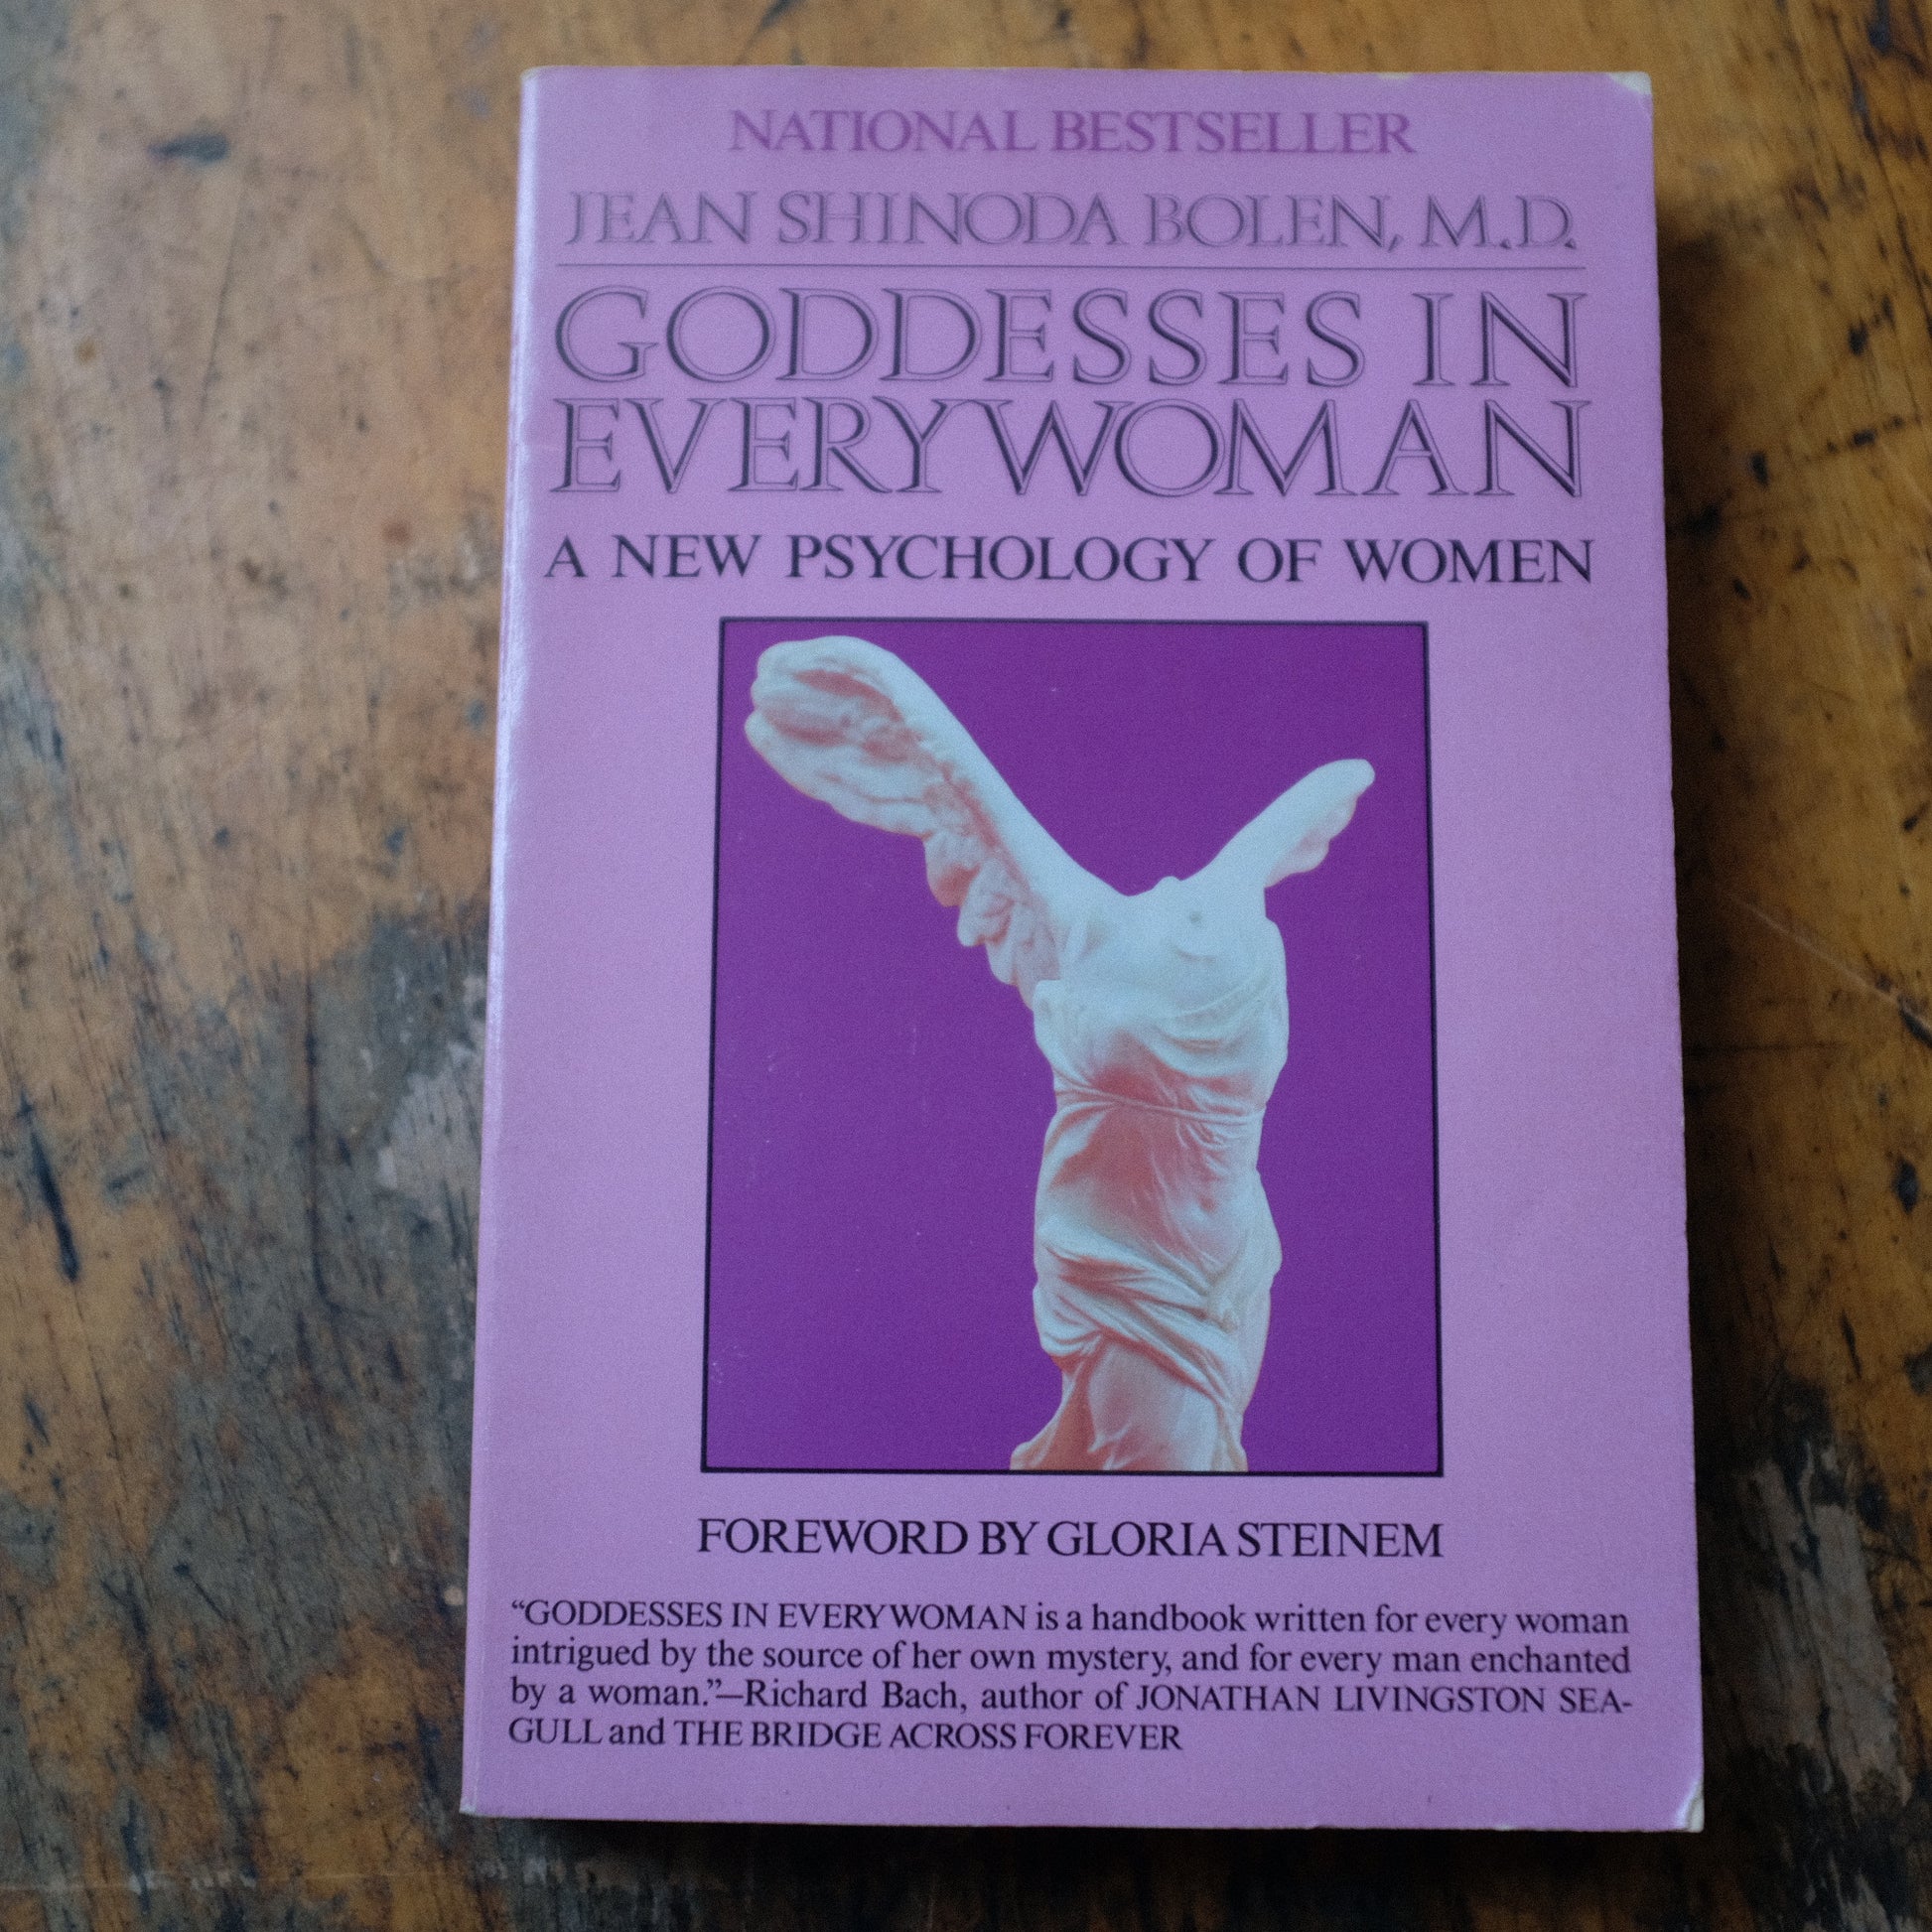 NATIONAL BESTSELLER
JEAN SHINODA BOLEN, M.D.
GODDESSES IN
EVERYWOMAN
A NEW PSYCHOLOGY OF WOMEN
FOREWORD BY GLORIA STEINEM
“GODDESSES IN EVERYWOMAN is a handbook written for every woman
intrigued by the source of her own mystery, and for every man enchanted
by a woman.”—Richard Bach, author of JONATHAN LIVINGSTON SEA-
GULL and THE BRIDGE ACROSS FOREVER